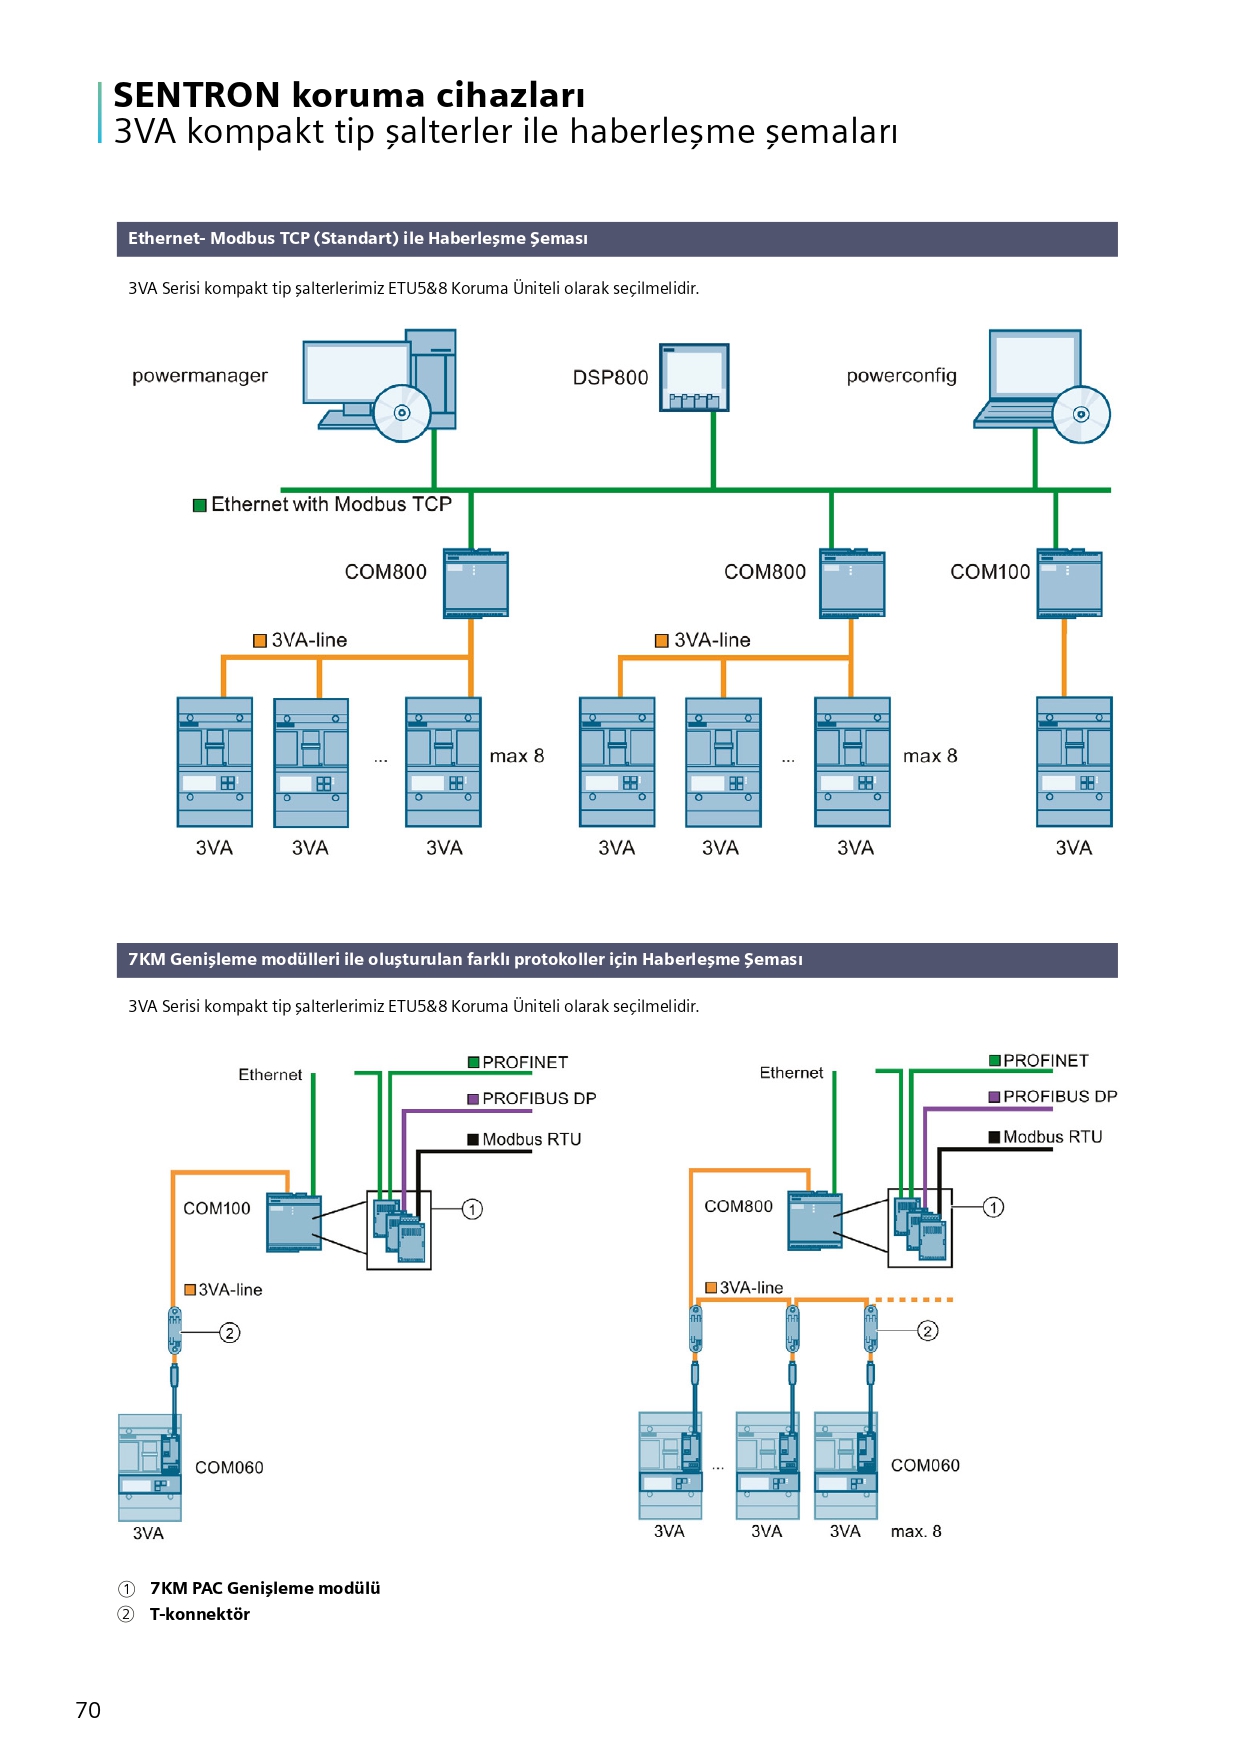 SENTRON koruma cihazları
3VA kompakt tip şalterler ile haberleşme şemaları
Ethernet- Modbus TCP (Standart) ile Haberleşme Şeması
3VA Serisi kompakt tip şalterlerimiz ETU5&8 Koruma Üniteli olarak seçilmelidir.
powermanager
DSP800
powerconfig
Ethernet with Modbus TCP
COM800
COM800
COM100
3VA-line
3VA-line
...
max 8
...
max 8
3VA
3VA
3VA
3VA
3VA
3VA
3VA
7KM Genişleme modülleri ile oluşturulan farklı protokoller için Haberleşme Şeması
3VA Serisi kompakt tip şalterlerimiz ETU5&8 Koruma Üniteli olarak seçilmelidir.
Ethernet
PROFINET
PROFIBUS DP
Modbus RTU
COM100
1
3VA-line
2
COM060
3VA
Ethernet
PROFINET
PROFIBUS DP
Modbus RTU
COM800
1
3VA-line
2
...
COM060
3VA
3VA
3VA
max. 8
① 7KM PAC Genişleme modülü
② T-konnektör
70